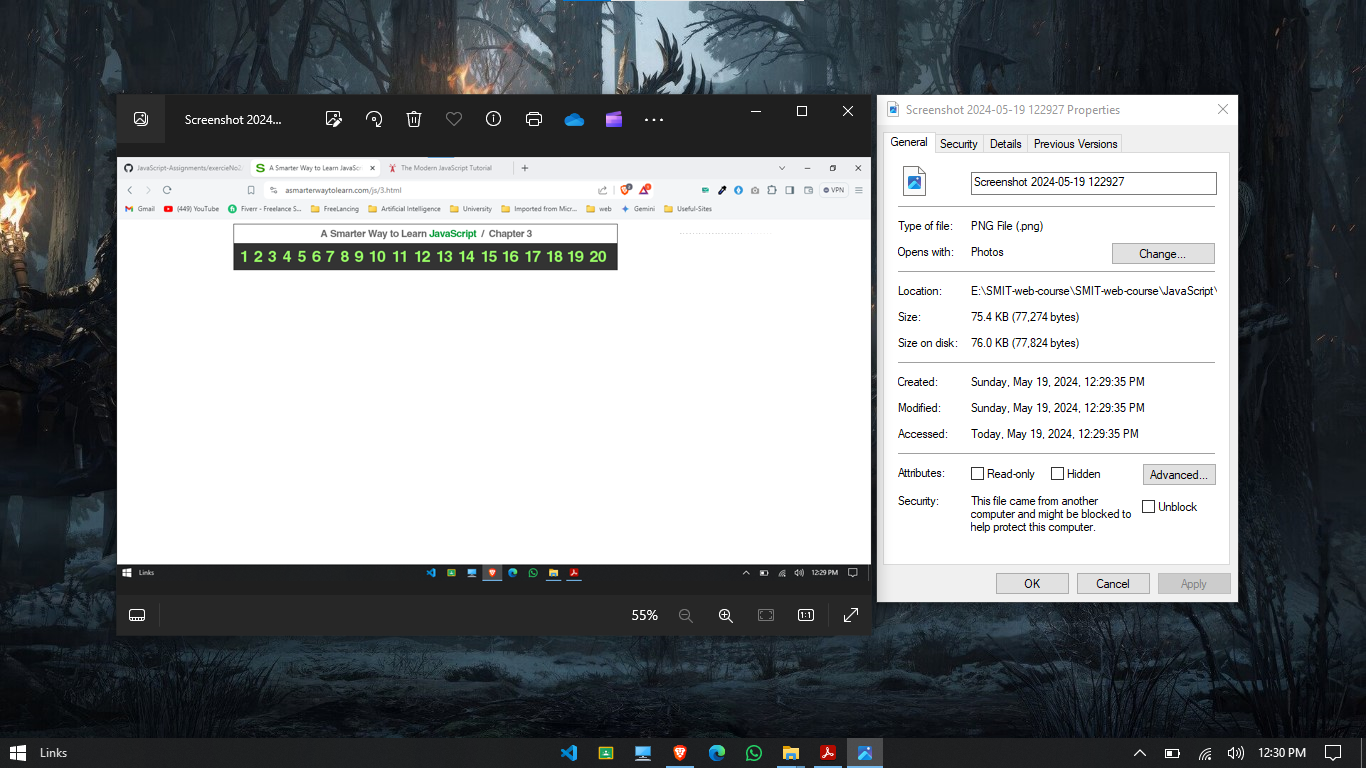 Screenshot 2024...
JavaScript-Assignments/exercieNo2
A Smarter Way to Learn JavaScr
The Modern JavaScript Tutorial
asmarterwaytolearn.com/js/3.html
VPN
Gmail
(449) YouTube
Fiverr - Freelance S...
FreeLancing
Artificial Intelligence
University
Imported from Micr...
web
Gemini
Useful-Sites
A Smarter Way to Learn JavaScript / Chapter 3
1 2 3 4 5 6 7 8 9 10 11 12 13 14 15 16 17 18 19 20
Links
12:29 PM
55%
1:1
Screenshot 2024-05-19 122927 Properties
General Security Details Previous Versions
Screenshot 2024-05-19 122927
Type of file: PNG File (.png)
Opens with: Photos Change...
Location: E:\SMIT-web-course\SMIT-web-course\JavaScript\
Size: 75.4 KB (77,274 bytes)
Size on disk: 76.0 KB (77,824 bytes)
Created: Sunday, May 19, 2024, 12:29:35 PM
Modified: Sunday, May 19, 2024, 12:29:35 PM
Accessed: Today, May 19, 2024, 12:29:35 PM
Attributes: Read-only Hidden Advanced...
Security: This file came from another
computer and might be blocked to
help protect this computer.
Unblock
OK Cancel Apply
Links
12:30 PM